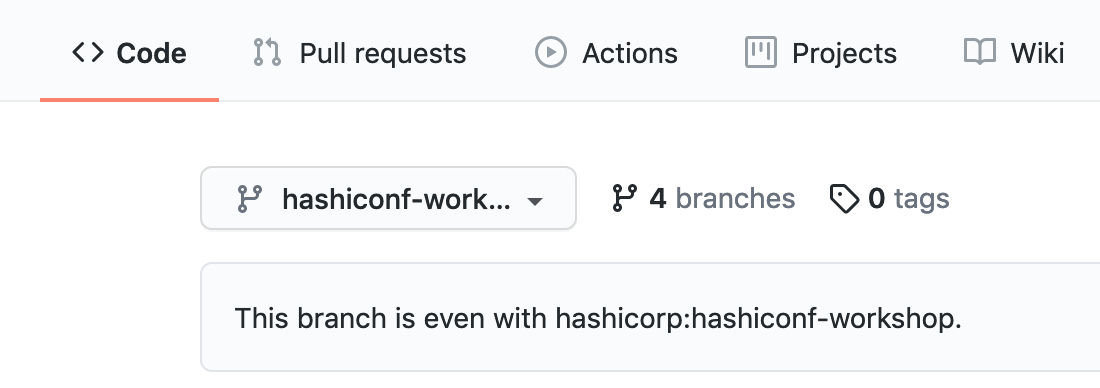 Code Pull requests Actions Projects Wiki
hashiconf-work... 4 branches 0 tags
This branch is even with hashicorp:hashiconf-workshop.